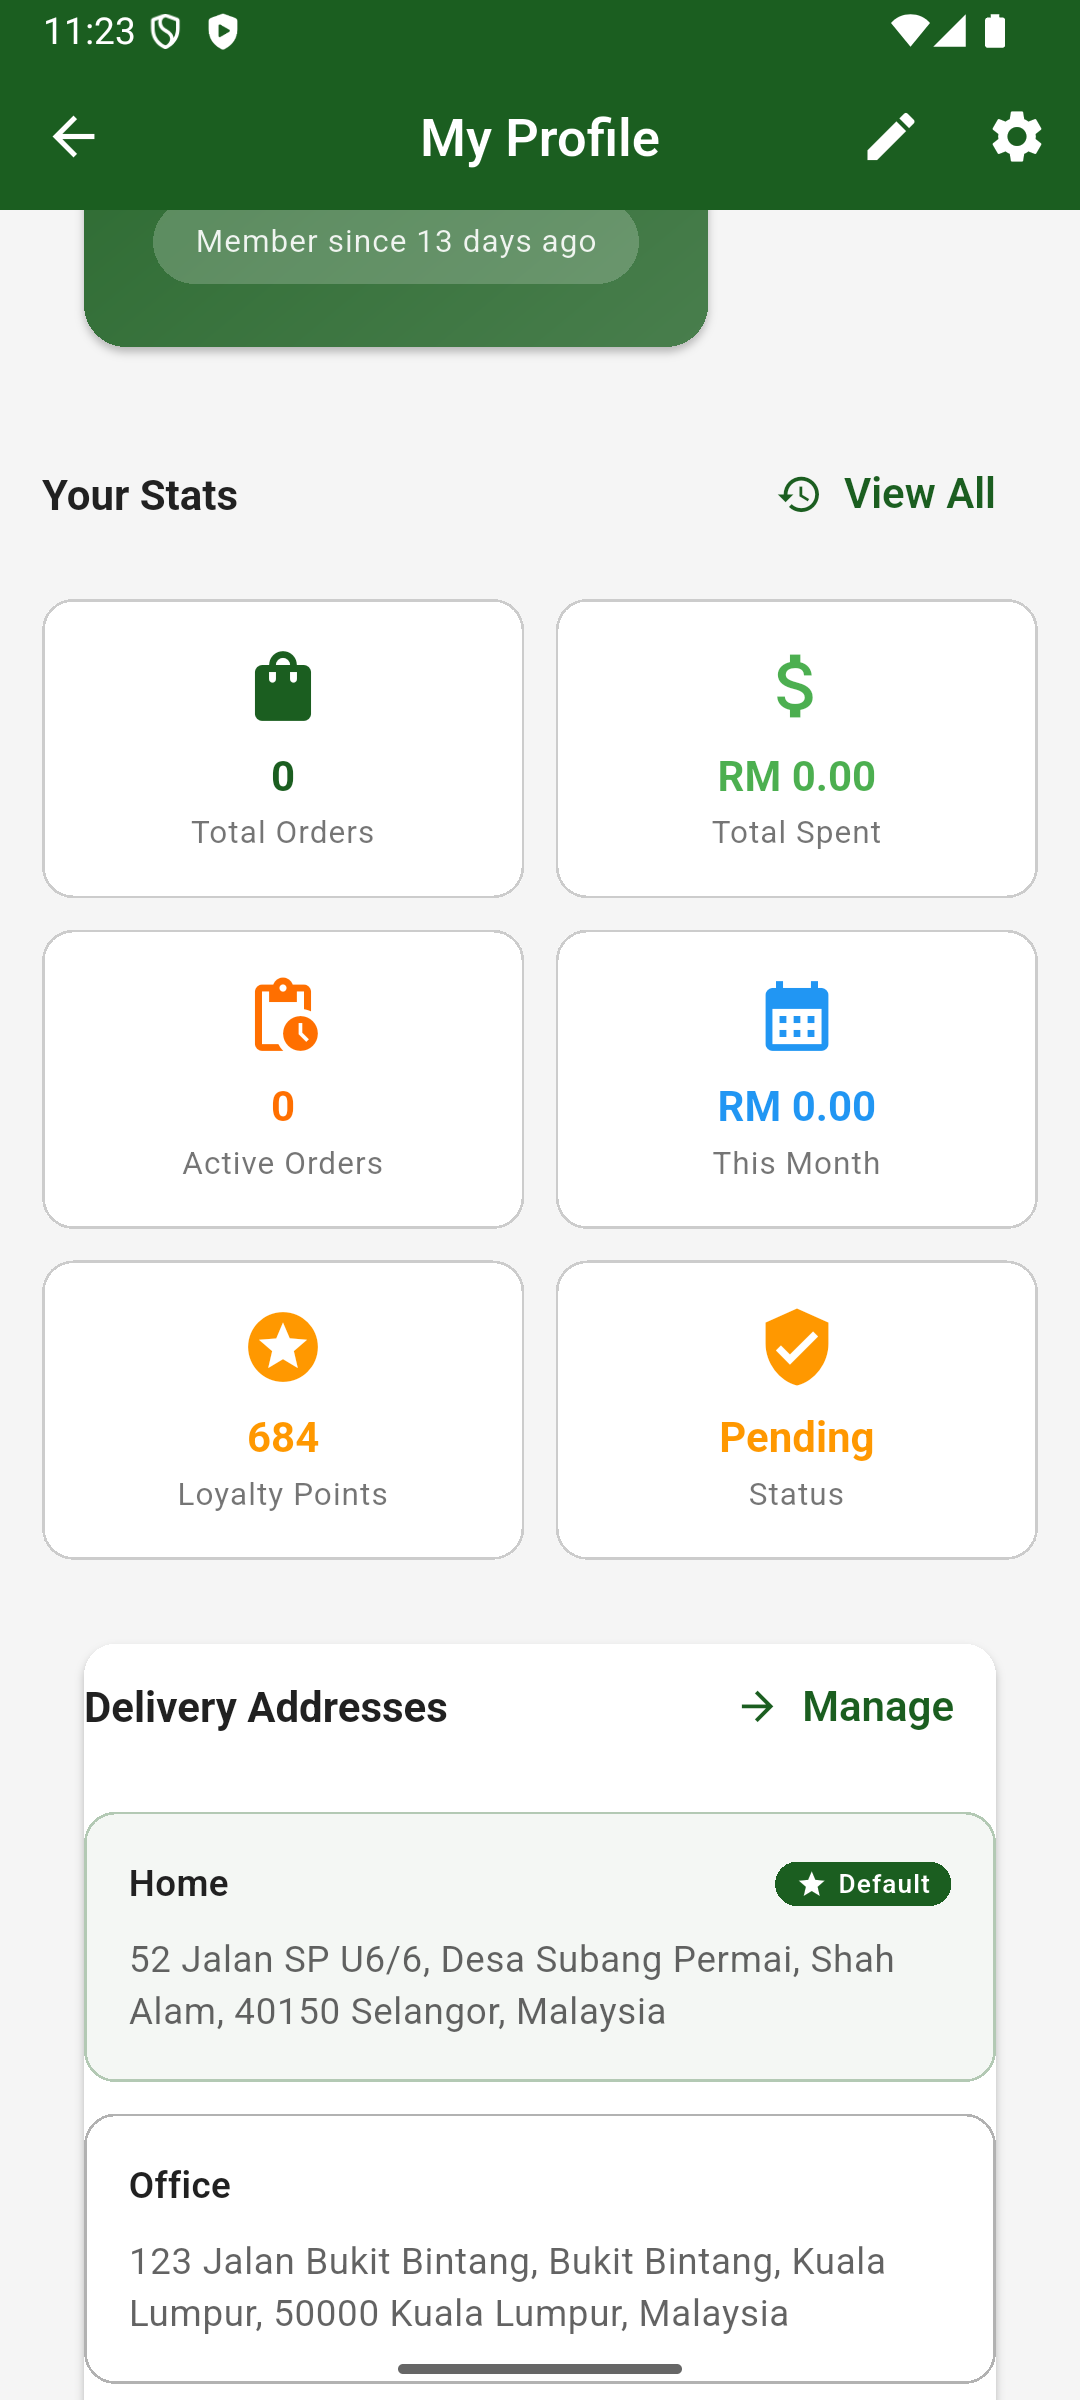 11:23
My Profile
Member since 13 days ago
Your Stats
View All
0
Total Orders
RM 0.00
Total Spent
0
Active Orders
RM 0.00
This Month
684
Loyalty Points
Pending
Status
Delivery Addresses
Manage
Home
Default
52 Jalan SP U6/6, Desa Subang Permai, Shah
Alam, 40150 Selangor, Malaysia
Office
123 Jalan Bukit Bintang, Bukit Bintang, Kuala
Lumpur, 50000 Kuala Lumpur, Malaysia